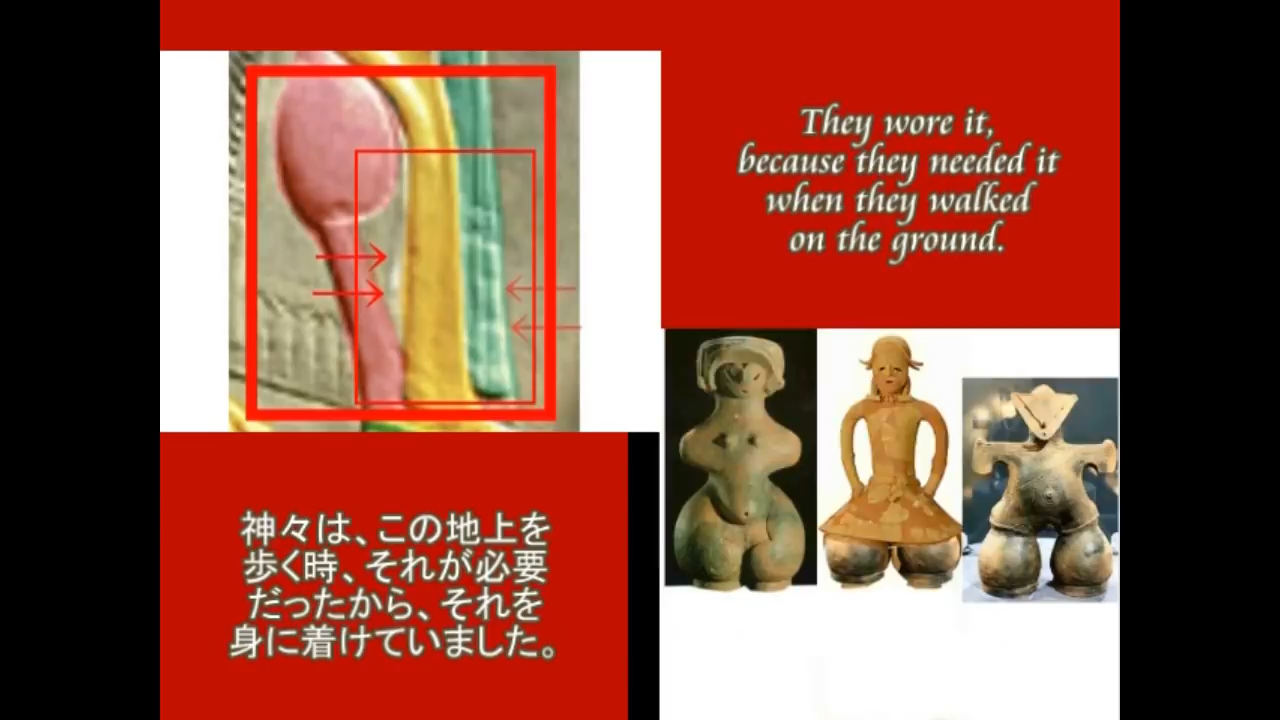 They wore it,
because they needed it
when they walked
on the ground.
神々は、この地上を
歩く時、それが必要
だったから、それを
身に着けていました。